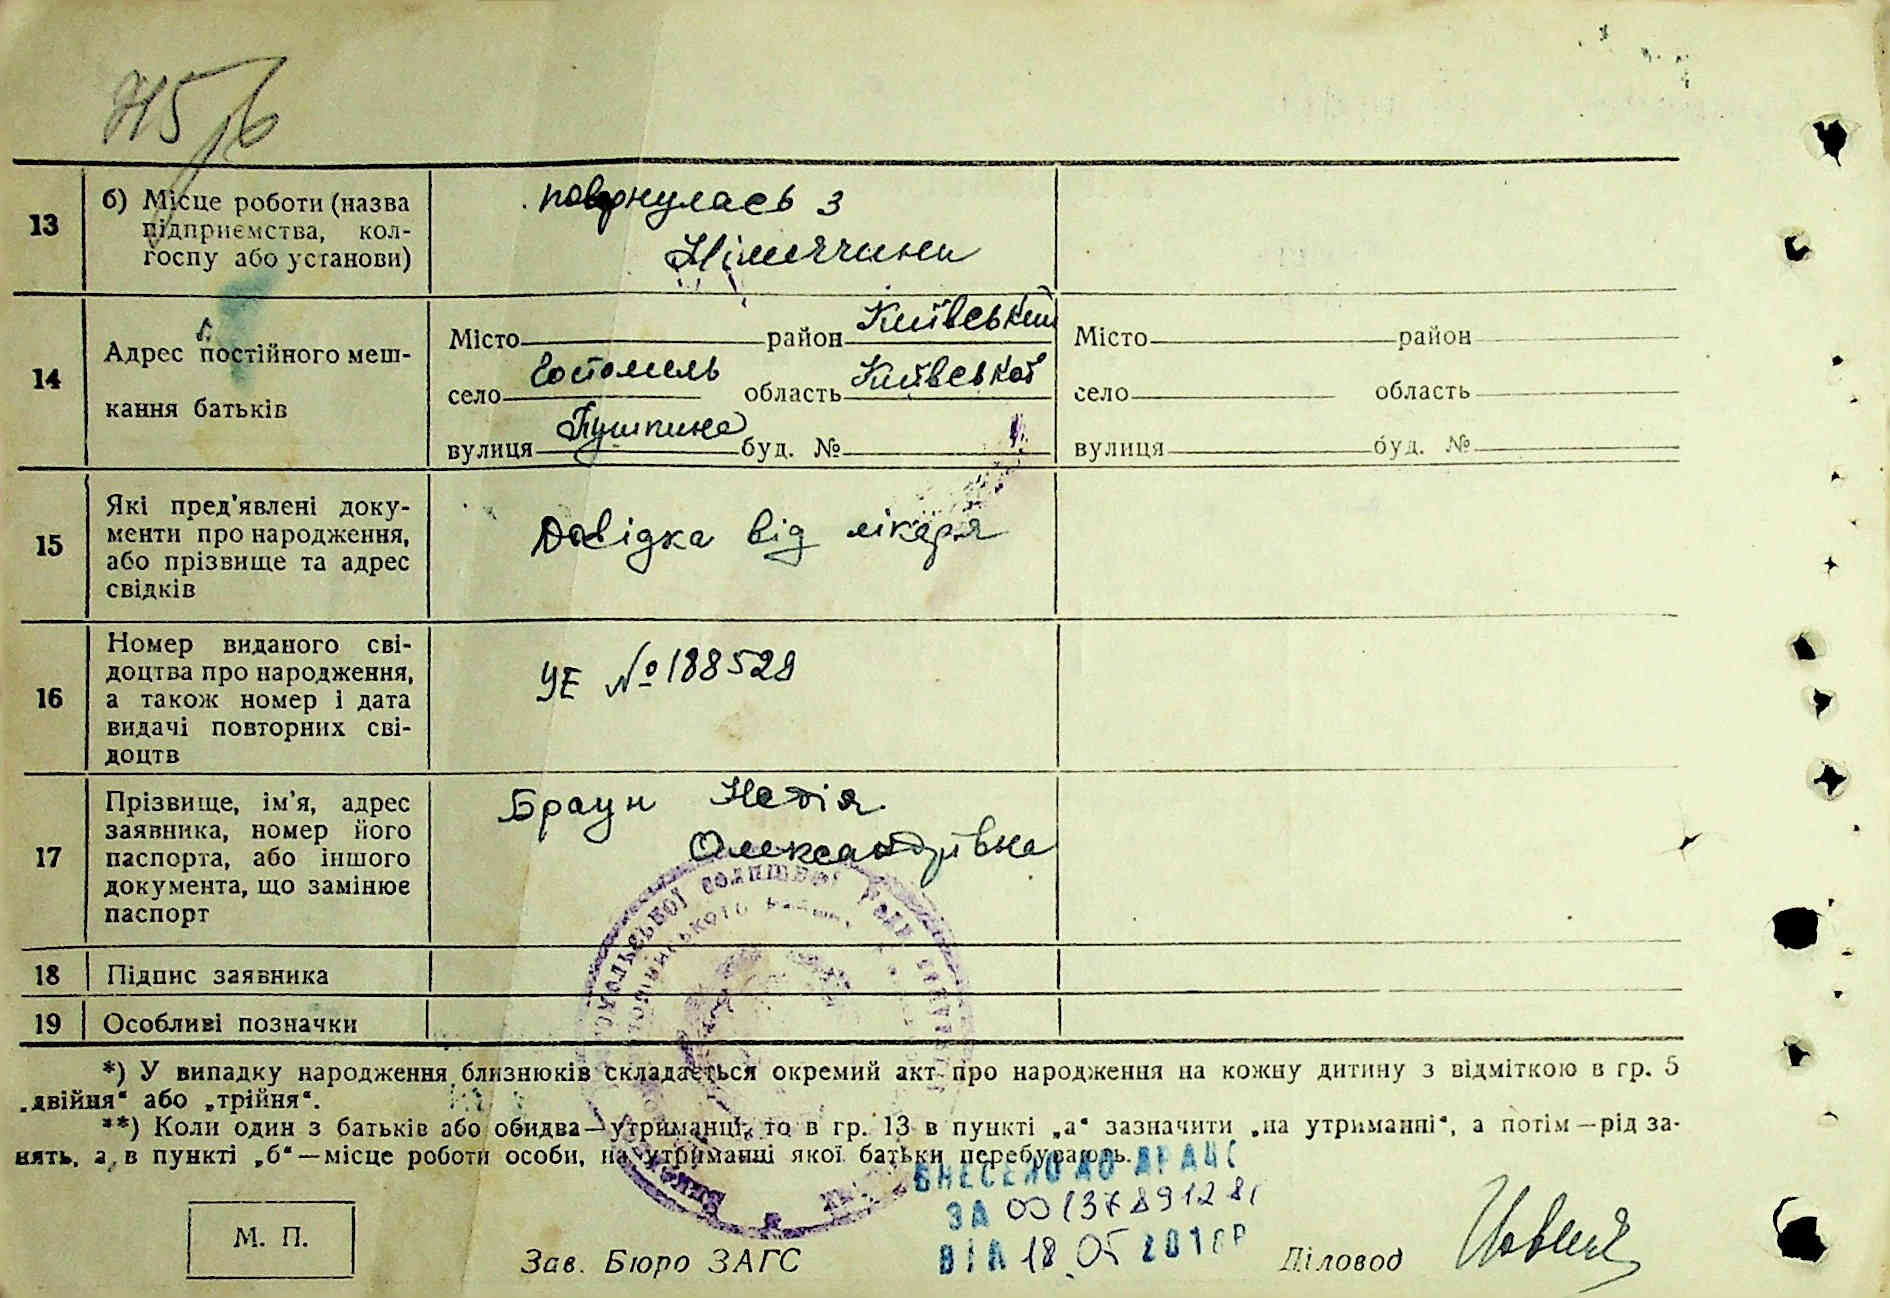 13
б) Місце роботи (назва
підприємства, кол-
госпу або установи)
повернулась з
Німеччини
14
Адрес постійного меш-
кання батьків
Місто район Київський
село Гостомель область Київської
вулиця Пушкина буд. №
Місто район
село область
вулиця буд. №
15
Які пред'явлені доку-
менти про народження,
або прізвище та адрес
свідків
Довідка від лікаря
16
Номер виданого сві-
доцтва про народження,
а також номер і дата
видачі повторних сві-
доцтв
УЕ № 188528
17
Прізвище, ім'я, адрес
заявника, номер його
паспорта, або іншого
документа, що замінює
паспорт
Браун Надія
Олександрівна
18 Підпис заявника
19 Особливі позначки
*) У випадку народження близнюків складається окремий акт про народження на кожну дитину з відміткою в гр. 5
„двійня“ або „трійня“.
**) Коли один з батьків або обидва—утриманці, то в гр. 13 в пункті „а“ зазначити „на утриманні“, а потім—рід за-
нять, а в пункті „б“—місце роботи особи, на утриманні якої батьки перебувають.
ВНЕСЕНО ДО ДРАЦС
ЗА 00137891281
ВІД 18.05 2018Р
М. П.
Зав. Бюро ЗАГС
Діловод